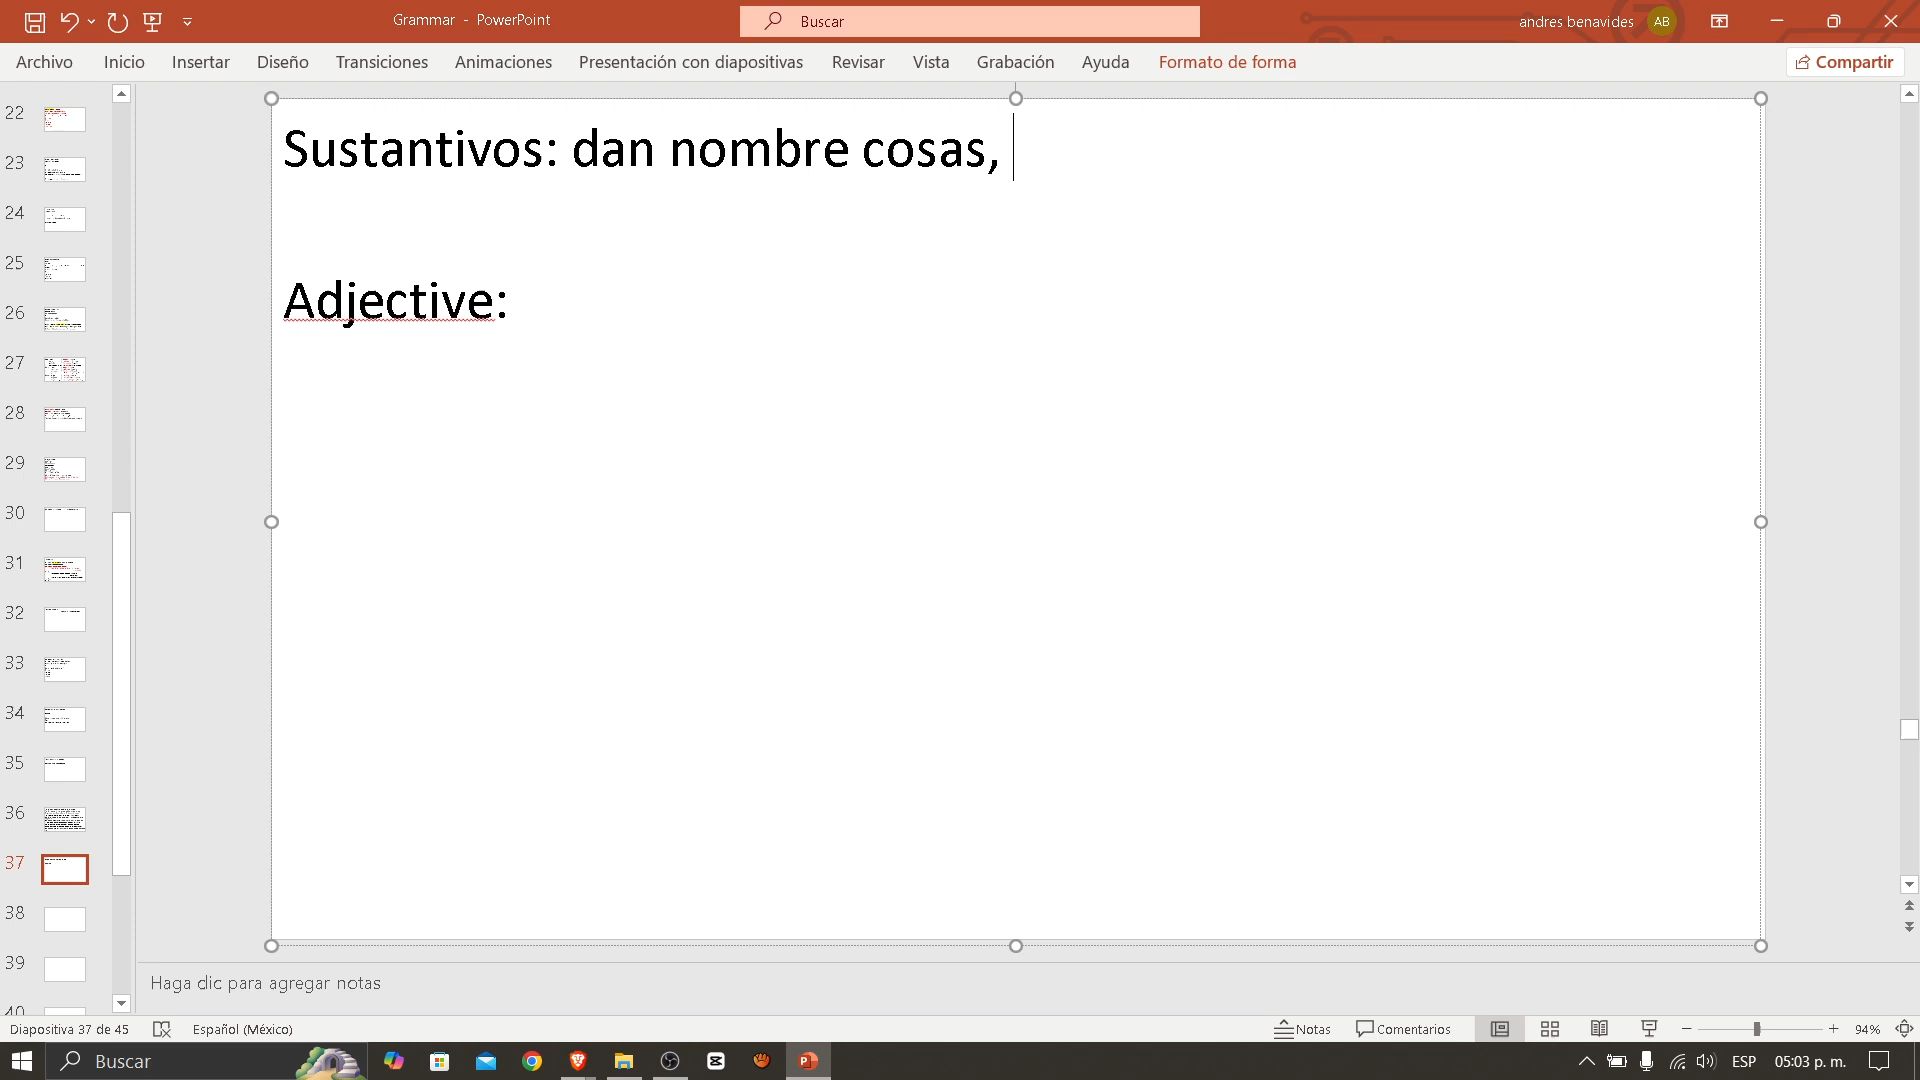 Grammar - PowerPoint
Buscar
andres benavides
AB
Archivo Inicio Insertar Diseño Transiciones Animaciones Presentación con diapositivas Revisar Vista Grabación Ayuda Formato de forma Compartir
22
23
24
25
26
27
28
29
30
31
32
33
34
35
36
37
38
39
40
Sustantivos: dan nombre cosas,
Adjective:
Haga clic para agregar notas
Diapositiva 37 de 45 Español (México) Notas Comentarios 94%
Buscar ESP 05:03 p. m.